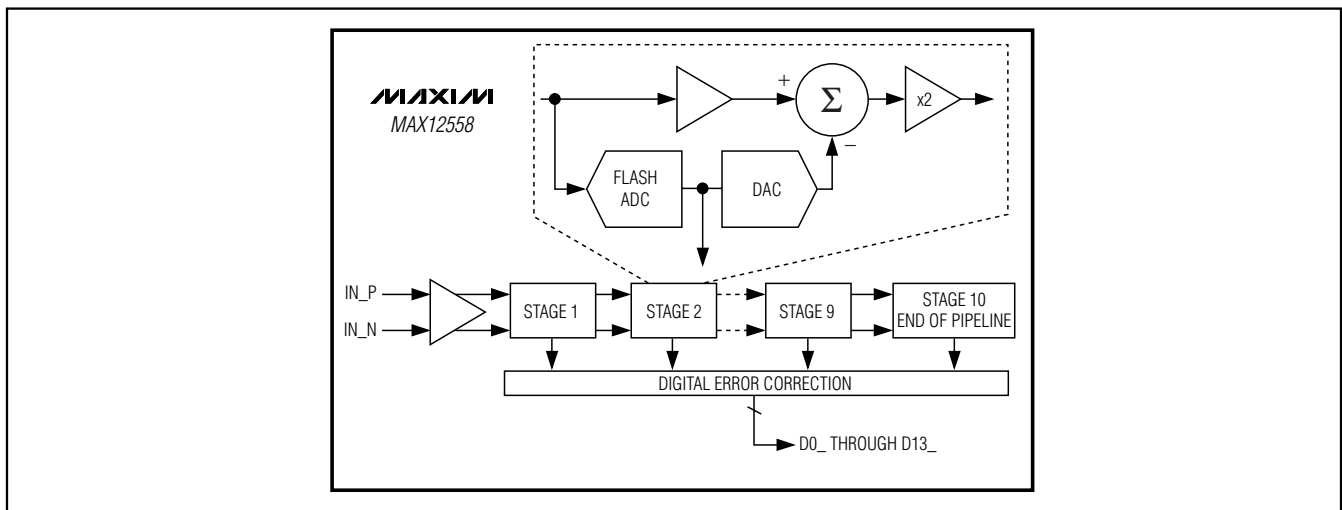 MAXIM
MAX12558
+
Σ
x2
−
FLASH
ADC
DAC
IN_P
IN_N
STAGE 1
STAGE 2
STAGE 9
STAGE 10
END OF PIPELINE
DIGITAL ERROR CORRECTION
D0_ THROUGH D13_